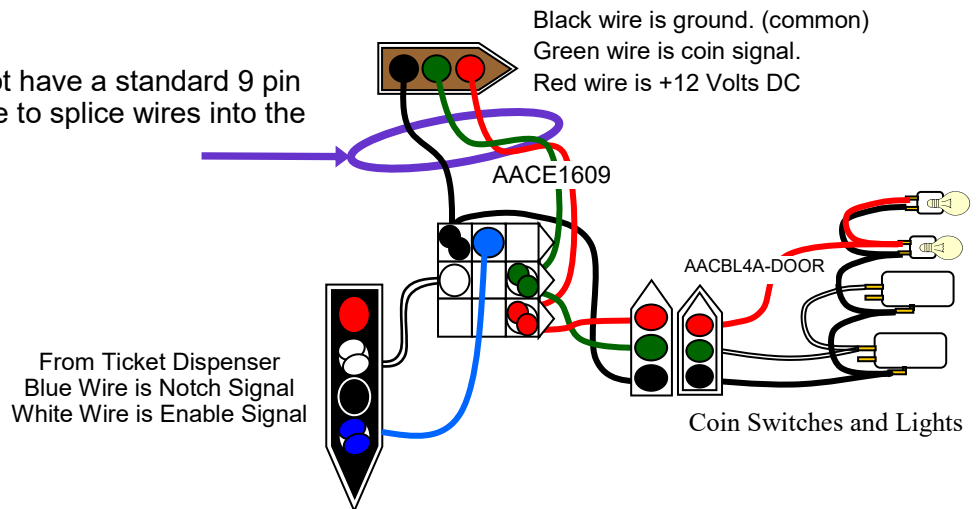 Black wire is ground. (common)
Green wire is coin signal.
Red wire is +12 Volts DC
have a standard 9 pin
to splice wires into the
AACE1609
AACBL4A-DOOR
From Ticket Dispenser
Blue Wire is Notch Signal
White Wire is Enable Signal
Coin Switches and Lights